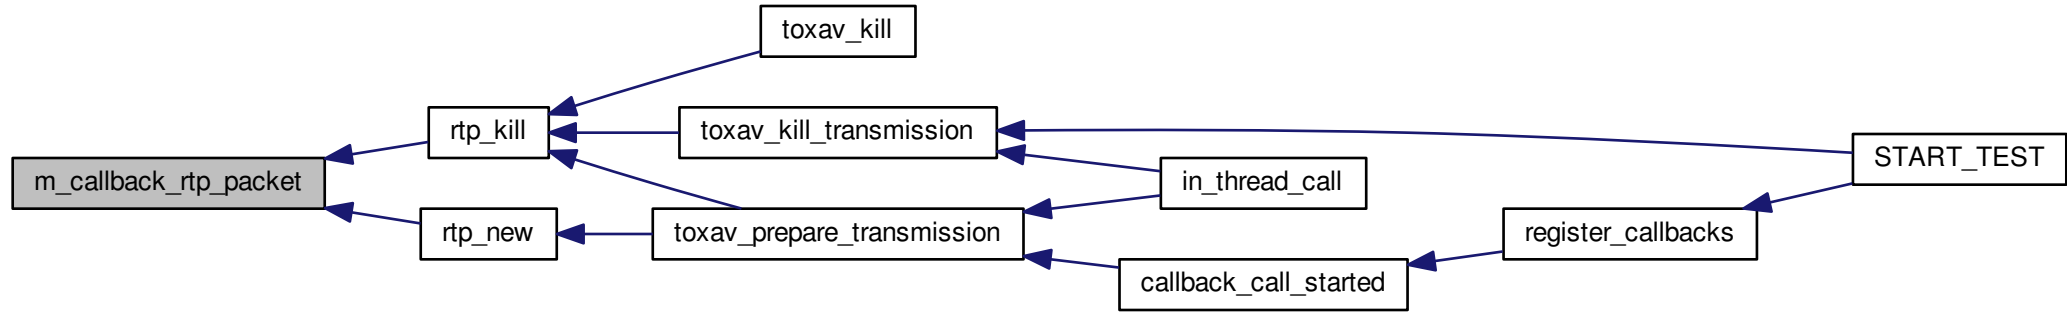 toxav_kill
rtp_kill
toxav_kill_transmission
START_TEST
m_callback_rtp_packet
in_thread_call
rtp_new
toxav_prepare_transmission
register_callbacks
callback_call_started